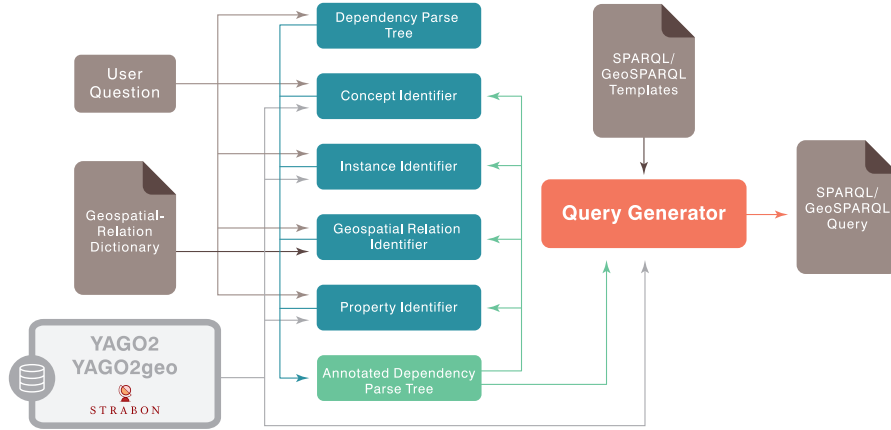 User
Question
Geospatial-
Relation
Dictionary
YAGO2
YAGO2geo
STRABON
Dependency Parse
Tree
Concept Identifier
Instance Identifier
Geospatial Relation
Identifier
Property Identifier
Annotated Dependency
Parse Tree
SPARQL/
GeoSPARQL
Templates
Query Generator
SPARQL/
GeoSPARQL
Query